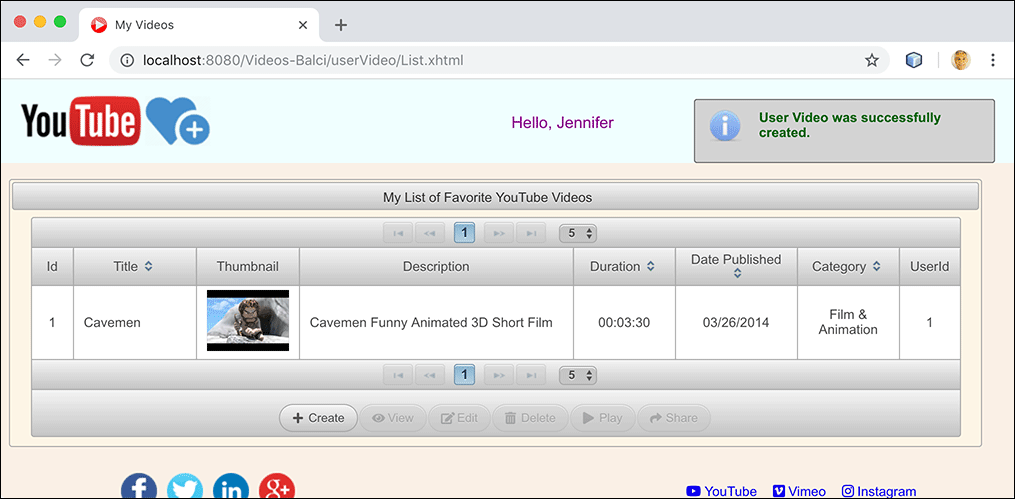 My Videos
localhost:8080/Videos-Balci/userVideo/List.xhtml
YouTube
Hello, Jennifer
User Video was successfully
created.
My List of Favorite YouTube Videos
1 5
Id Title Thumbnail Description Duration Date Published Category UserId
1 Cavemen Cavemen Funny Animated 3D Short Film 00:03:30 03/26/2014 Film &
Animation 1
1 5
Create View Edit Delete Play Share
f in g+
YouTube Vimeo Instagram